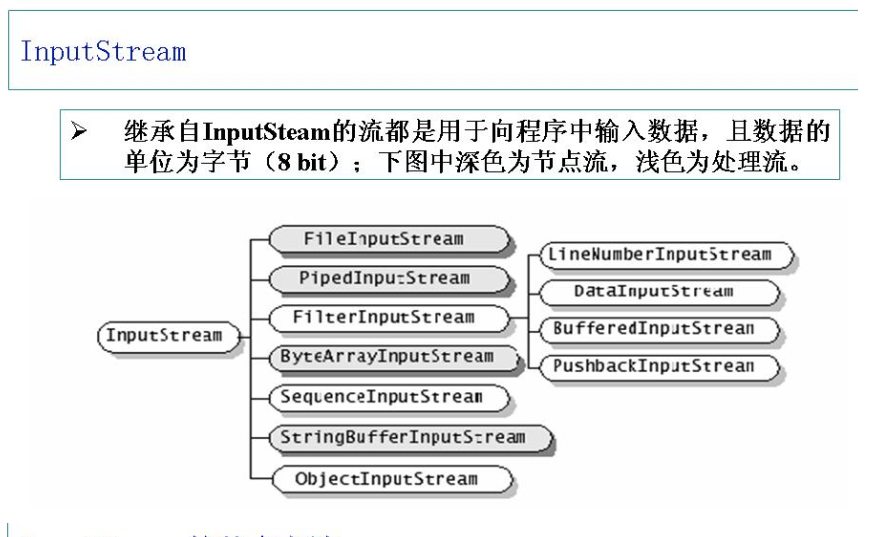 InputStream
➢ 继承自InputSteam的流都是用于向程序中输入数据，且数据的
单位为字节（8 bit）；下图中深色为节点流，浅色为处理流。
FileInputStream
PipedInputStream
FilterInputStream
InputStream
ByteArrayInputStream
SequenceInputStream
StringBufferInputStream
ObjectInputStream
LineNumberInputStream
DataInputStream
BufferedInputStream
PushbackInputStream